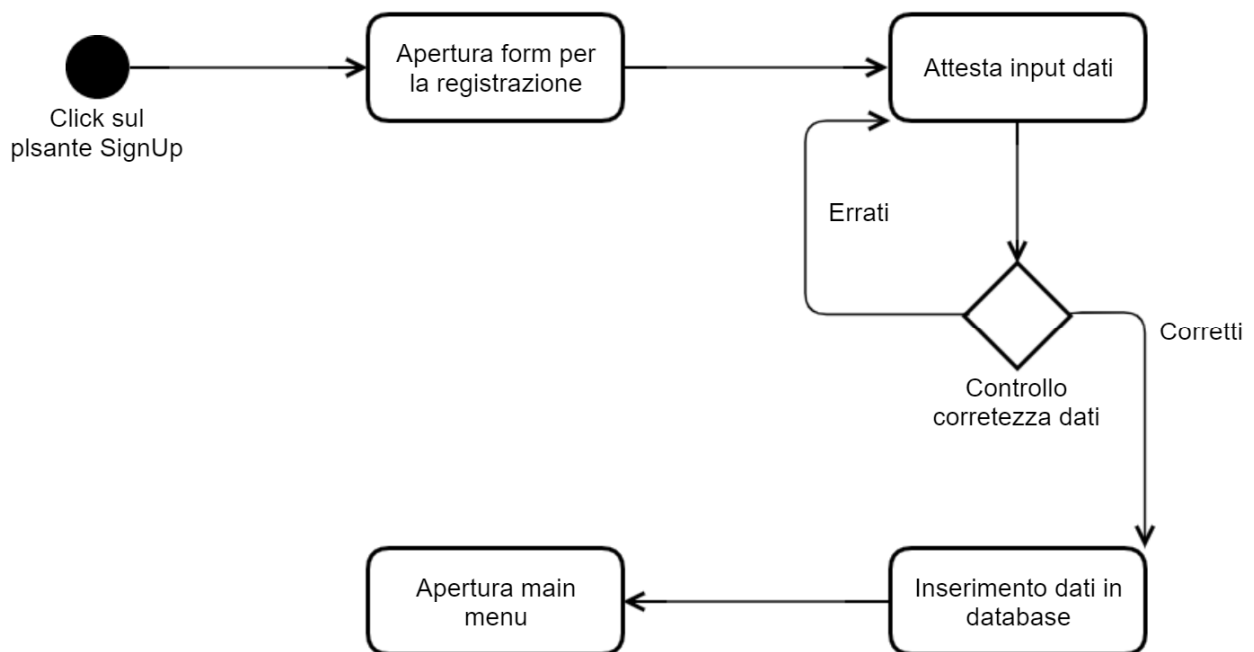 Apertura form per
la registrazione
Attesta input dati
Click sul
plsante SignUp
Errati
Corretti
Controllo
corretezza dati
Apertura main
menu
Inserimento dati in
database